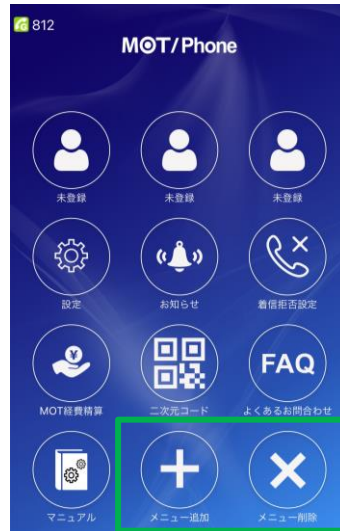 812
MOT/Phone
未登録 未登録 未登録
設定 お知らせ 着信拒否設定
¥ FAQ
MOT経費精算 二次元コード よくあるお問合わせ
マニュアル メニュー追加 メニュー削除